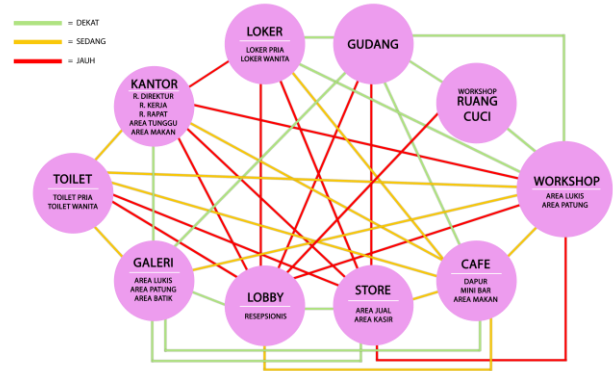 = DEKAT
= SEDANG
= JAUH
LOKER
LOKER PRIA
LOKER WANITA
GUDANG
KANTOR
R. DIREKTUR
R. KERJA
R. RAPAT
AREA TUNGGU
AREA MAKAN
WORKSHOP
RUANG
CUCI
TOILET
TOILET PRIA
TOILET WANITA
WORKSHOP
AREA LUKIS
AREA PATUNG
GALERI
AREA LUKIS
AREA PATUNG
AREA BATIK
LOBBY
RESEPSIONIS
STORE
AREA JUAL
AREA KASIR
CAFE
DAPUR
MINI BAR
AREA MAKAN